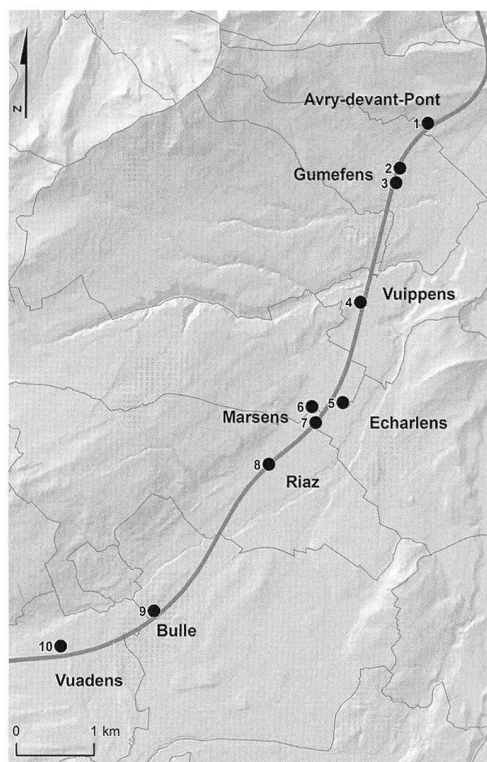 N
Avry-devant-Pont
1
2
Gumefens
3
4
Vuippens
6
5
Marsens
7
Echarlens
8
Riaz
9
Bulle
10
Vuadens
0
1 km